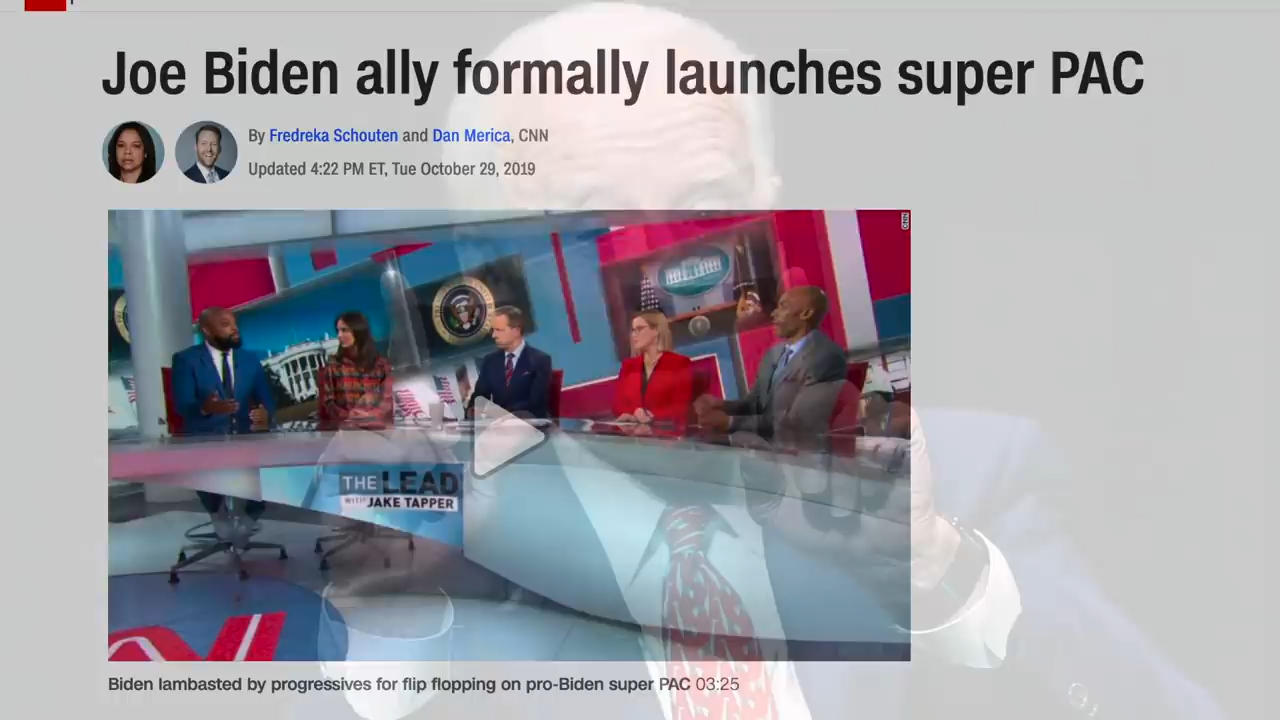 Joe Biden ally formally launches super PAC
By Fredreka Schouten and Dan Merica, CNN
Updated 4:22 PM ET, Tue October 29, 2019
CNN
THE LEAD
WITH JAKE TAPPER
Biden lambasted by progressives for flip flopping on pro-Biden super PAC 03:25